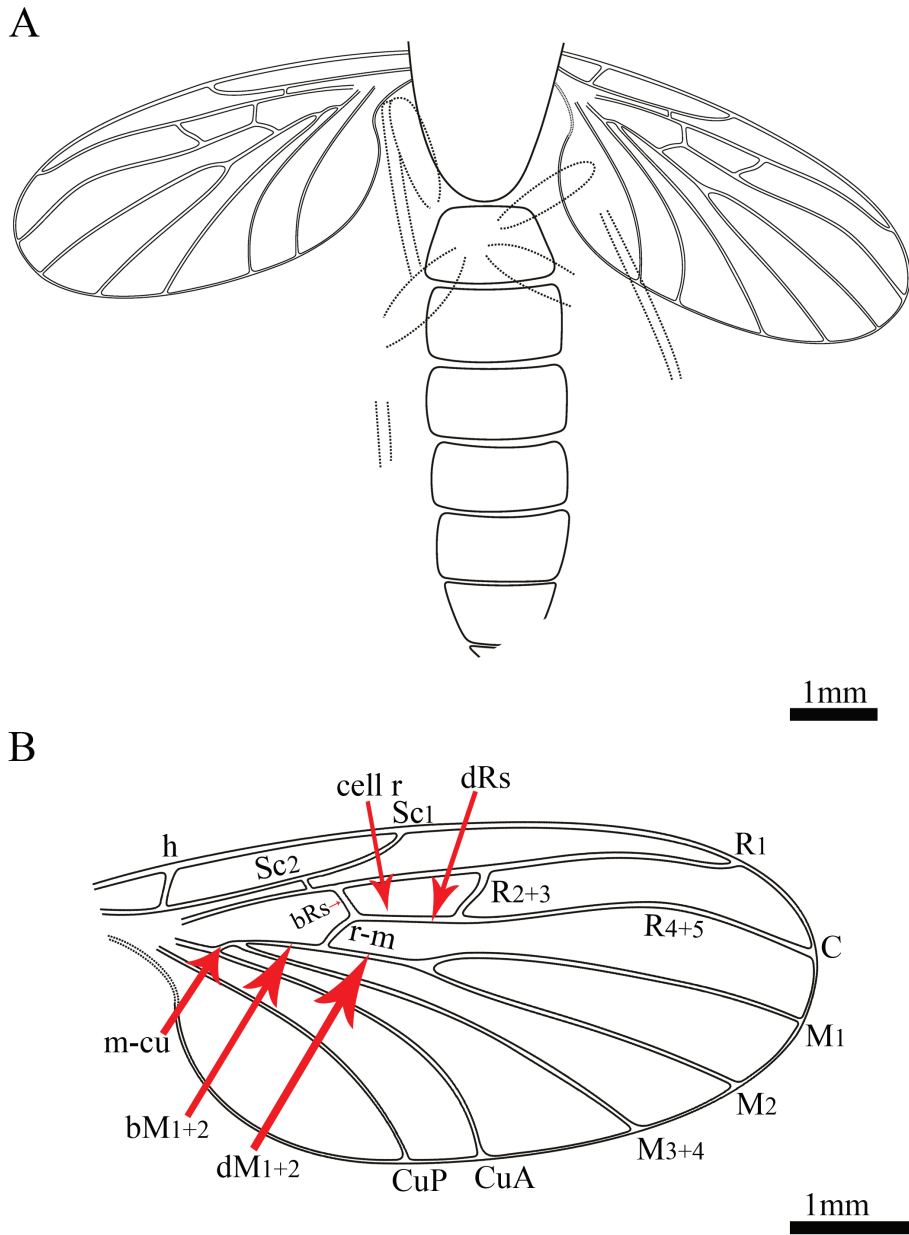 A
1mm
B
cell r
dRs
h
Sc1
R1
Sc2
bRs
R2+3
r-m
R4+5
C
m-cu
M1
bM1+2
M2
dM1+2
M3+4
CuP
CuA
1mm